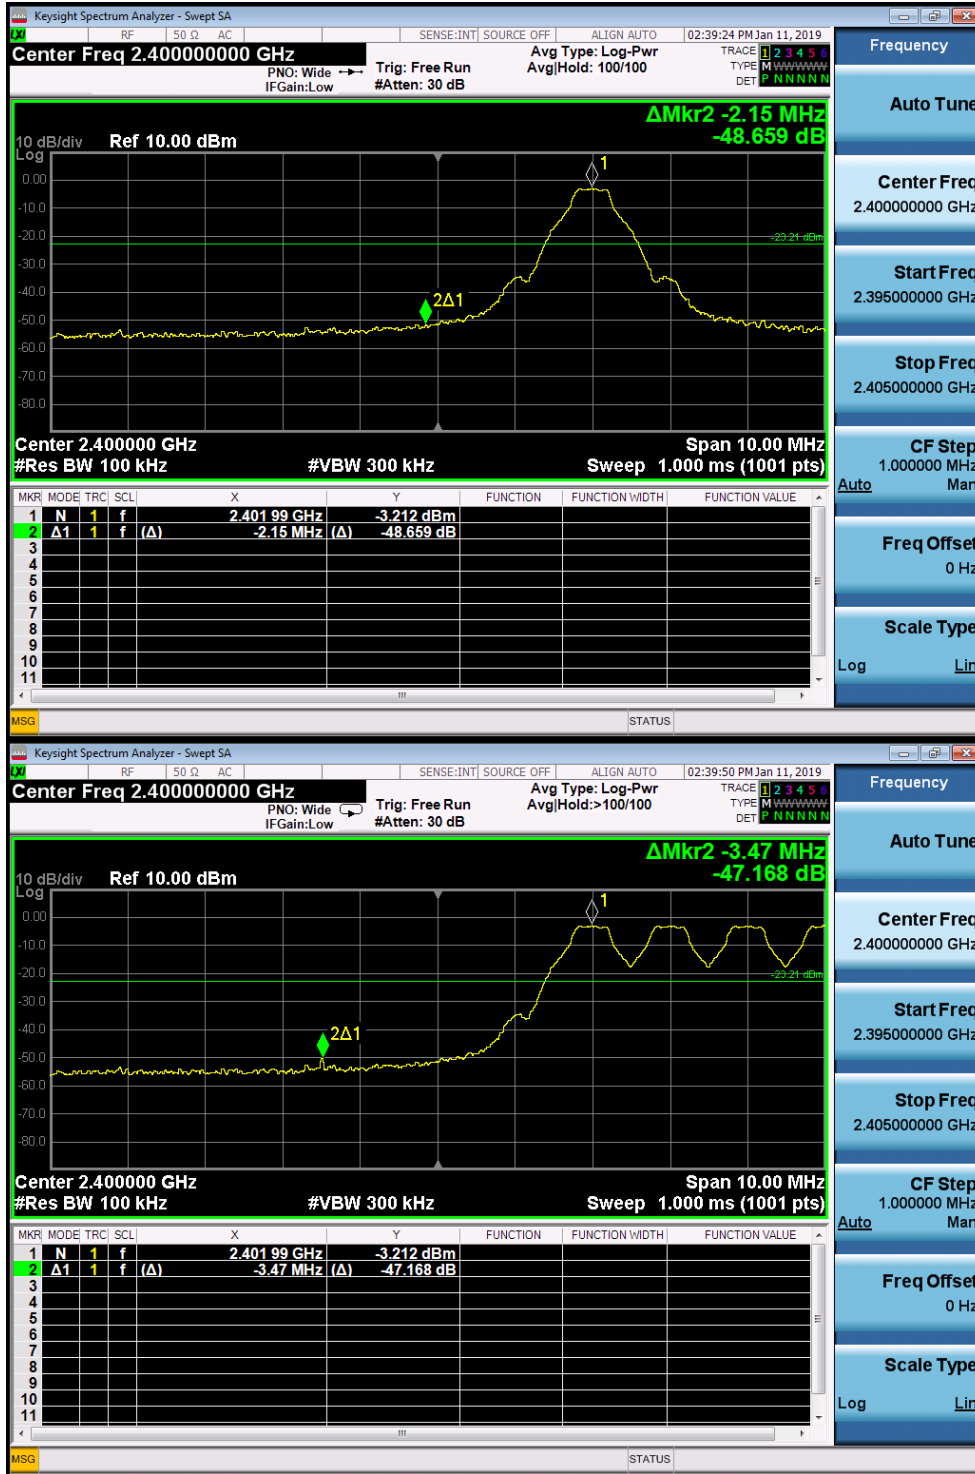 Keysight Spectrum Analyzer - Swept SA
LXI RF 50 Ω AC SENSE:INT SOURCE OFF ALIGN AUTO 02:39:24 PM Jan 11, 2019
Center Freq 2.400000000 GHz
PNO: Wide
IFGain:Low
Trig: Free Run
#Atten: 30 dB
Avg Type: Log-Pwr
Avg|Hold: 100/100
TRACE 1 2 3 4 5 6
TYPE M WWWWW
DET P N N N N N
ΔMkr2 -2.15 MHz
-48.659 dB
10 dB/div Ref 10.00 dBm
Log
1
0.00
-10.0
-20.0
-23.21 dBm
-30.0
-40.0
2Δ1
-50.0
-60.0
-70.0
-80.0
Center 2.400000 GHz Span 10.00 MHz
#Res BW 100 kHz #VBW 300 kHz Sweep 1.000 ms (1001 pts)
MKR MODE TRC SCL X Y FUNCTION FUNCTION WIDTH FUNCTION VALUE
1 N 1 f 2.401 99 GHz -3.212 dBm
2 Δ1 1 f (Δ) -2.15 MHz (Δ) -48.659 dB
3
4
5
6
7
8
9
10
11
MSG STATUS
Frequency
Auto Tune
Center Freq
2.400000000 GHz
Start Freq
2.395000000 GHz
Stop Freq
2.405000000 GHz
CF Step
1.000000 MHz
Auto Man
Freq Offset
0 Hz
Scale Type
Log Lin
Keysight Spectrum Analyzer - Swept SA
LXI RF 50 Ω AC SENSE:INT SOURCE OFF ALIGN AUTO 02:39:50 PM Jan 11, 2019
Center Freq 2.400000000 GHz
PNO: Wide
IFGain:Low
Trig: Free Run
#Atten: 30 dB
Avg Type: Log-Pwr
Avg|Hold:>100/100
TRACE 1 2 3 4 5 6
TYPE M WWWWW
DET P N N N N N
ΔMkr2 -3.47 MHz
-47.168 dB
10 dB/div Ref 10.00 dBm
Log
1
0.00
-10.0
-20.0
-23.21 dBm
-30.0
-40.0
2Δ1
-50.0
-60.0
-70.0
-80.0
Center 2.400000 GHz Span 10.00 MHz
#Res BW 100 kHz #VBW 300 kHz Sweep 1.000 ms (1001 pts)
MKR MODE TRC SCL X Y FUNCTION FUNCTION WIDTH FUNCTION VALUE
1 N 1 f 2.401 99 GHz -3.212 dBm
2 Δ1 1 f (Δ) -3.47 MHz (Δ) -47.168 dB
3
4
5
6
7
8
9
10
11
MSG STATUS
Frequency
Auto Tune
Center Freq
2.400000000 GHz
Start Freq
2.395000000 GHz
Stop Freq
2.405000000 GHz
CF Step
1.000000 MHz
Auto Man
Freq Offset
0 Hz
Scale Type
Log Lin